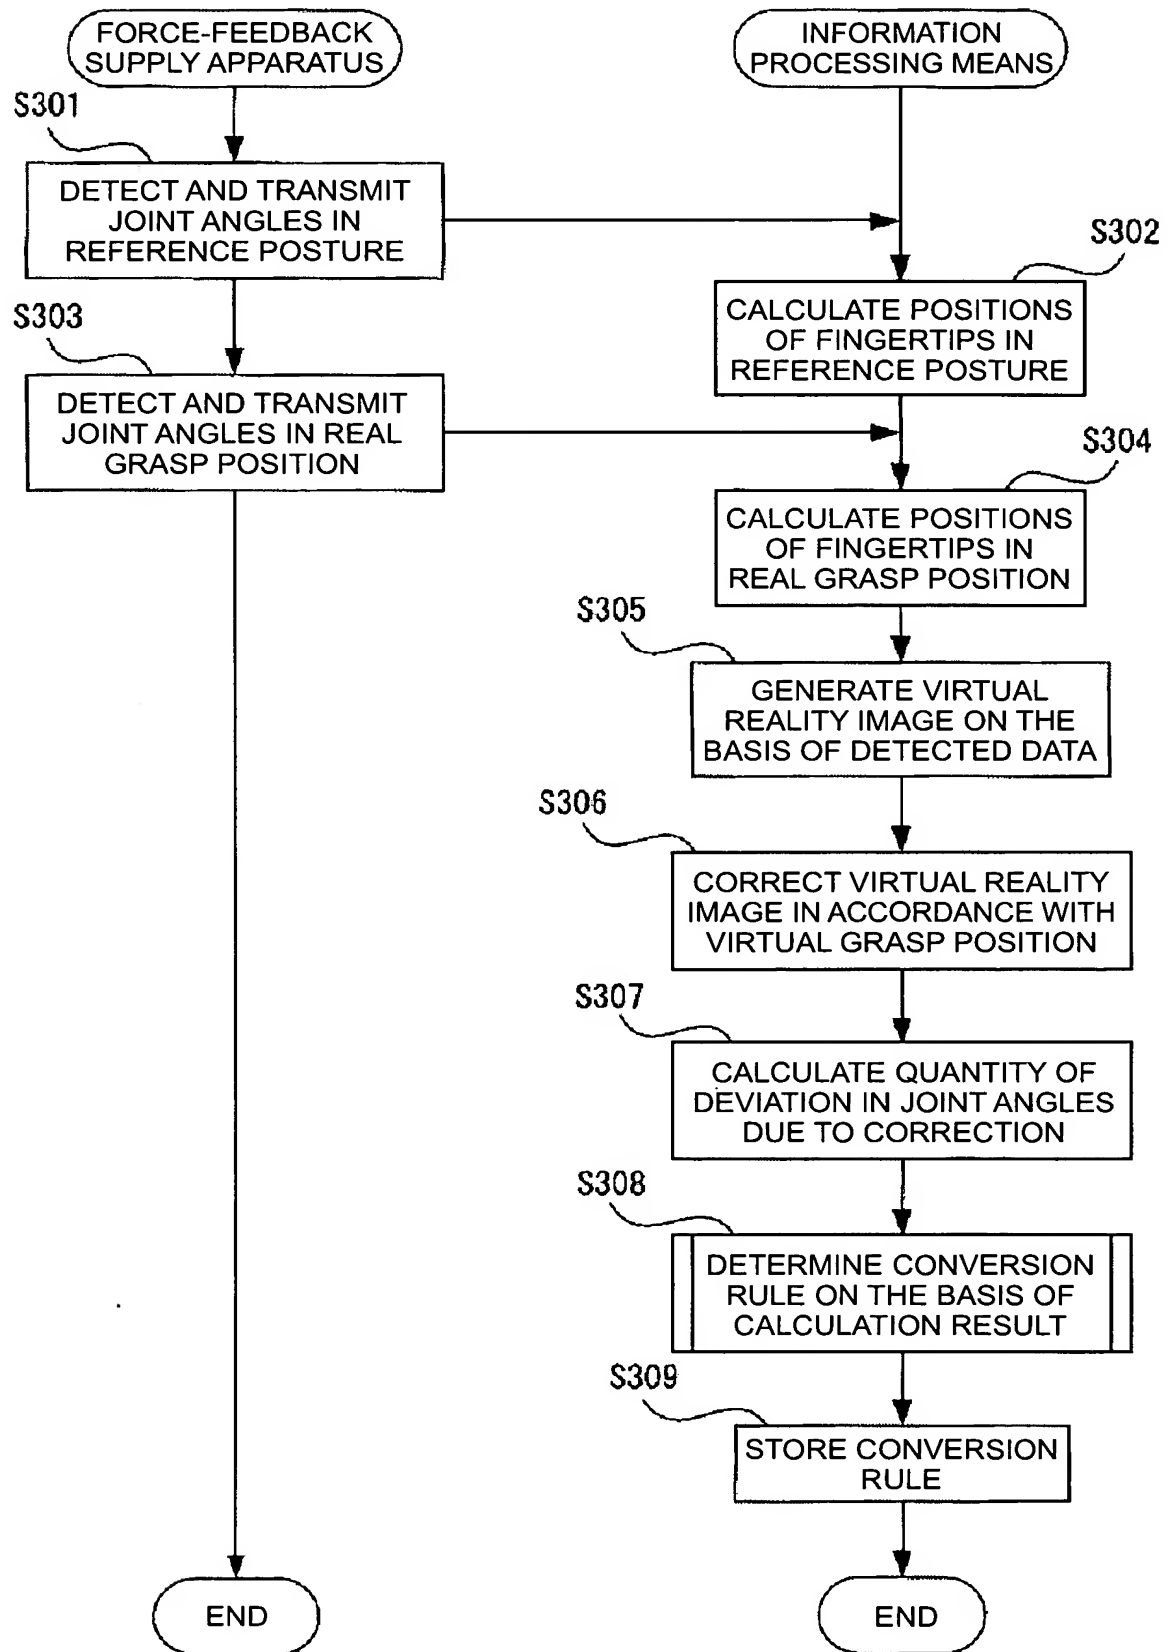 FORCE-FEEDBACK
SUPPLY APPARATUS
INFORMATION
PROCESSING MEANS
S301
DETECT AND TRANSMIT
JOINT ANGLES IN
REFERENCE POSTURE
S302
CALCULATE POSITIONS
OF FINGERTIPS IN
REFERENCE POSTURE
S303
DETECT AND TRANSMIT
JOINT ANGLES IN REAL
GRASP POSITION
S304
CALCULATE POSITIONS
OF FINGERTIPS IN
REAL GRASP POSITION
S305
GENERATE VIRTUAL
REALITY IMAGE ON THE
BASIS OF DETECTED DATA
S306
CORRECT VIRTUAL REALITY
IMAGE IN ACCORDANCE WITH
VIRTUAL GRASP POSITION
S307
CALCULATE QUANTITY OF
DEVIATION IN JOINT ANGLES
DUE TO CORRECTION
S308
DETERMINE CONVERSION
RULE ON THE BASIS OF
CALCULATION RESULT
S309
STORE CONVERSION
RULE
END
END